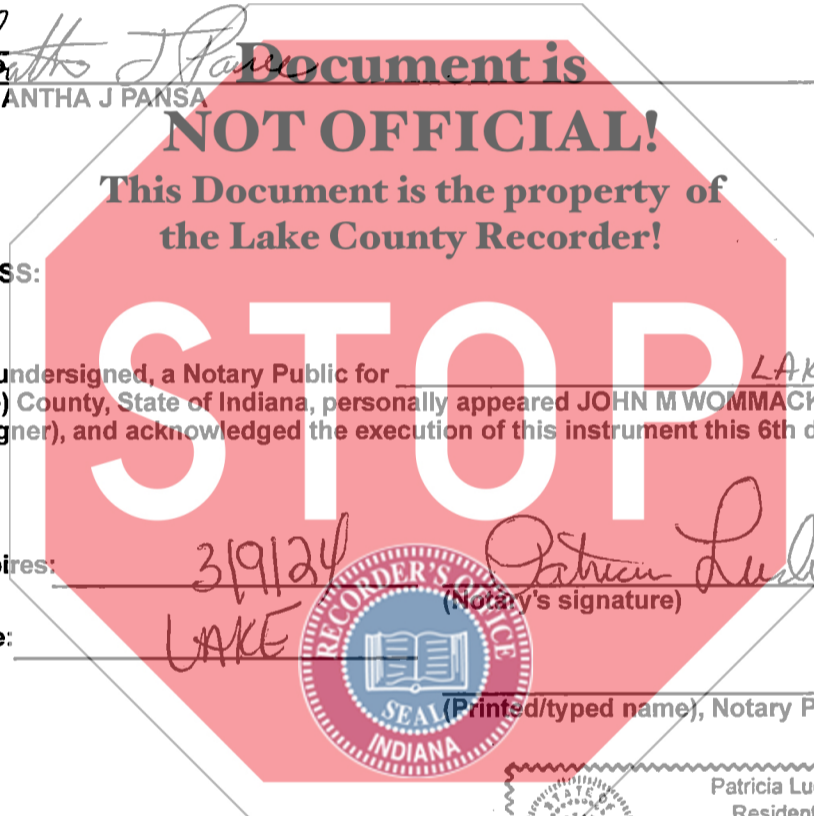 Document is
ANTHA J PANSA
NOT OFFICIAL!
This Document is the property of
the Lake County Recorder!
SS:
STOP
undersigned, a Notary Public for LAK
) County, State of Indiana, personally appeared JOHN M WOMMACK
gner), and acknowledged the execution of this instrument this 6th d
ires: 3/9/24
(Notary's signature)
e: LAKE
RECORDER'S OFFICE
SEAL
INDIANA
(Printed/typed name), Notary P
Patricia Lu
STATE OF
Resident